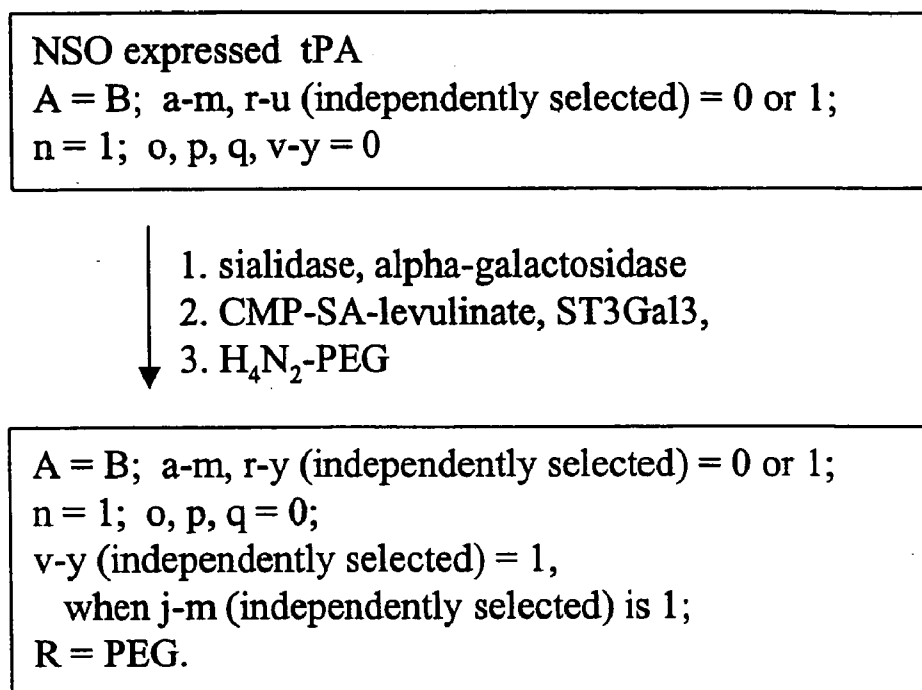 NSO expressed tPA
A = B; a-m, r-u (independently selected) = 0 or 1;
n = 1; o, p, q, v-y = 0
1. sialidase, alpha-galactosidase
2. CMP-SA-levulinate, ST3Gal3,
3. H₄N₂-PEG
A = B; a-m, r-y (independently selected) = 0 or 1;
n = 1; o, p, q = 0;
v-y (independently selected) = 1,
when j-m (independently selected) is 1;
R = PEG.